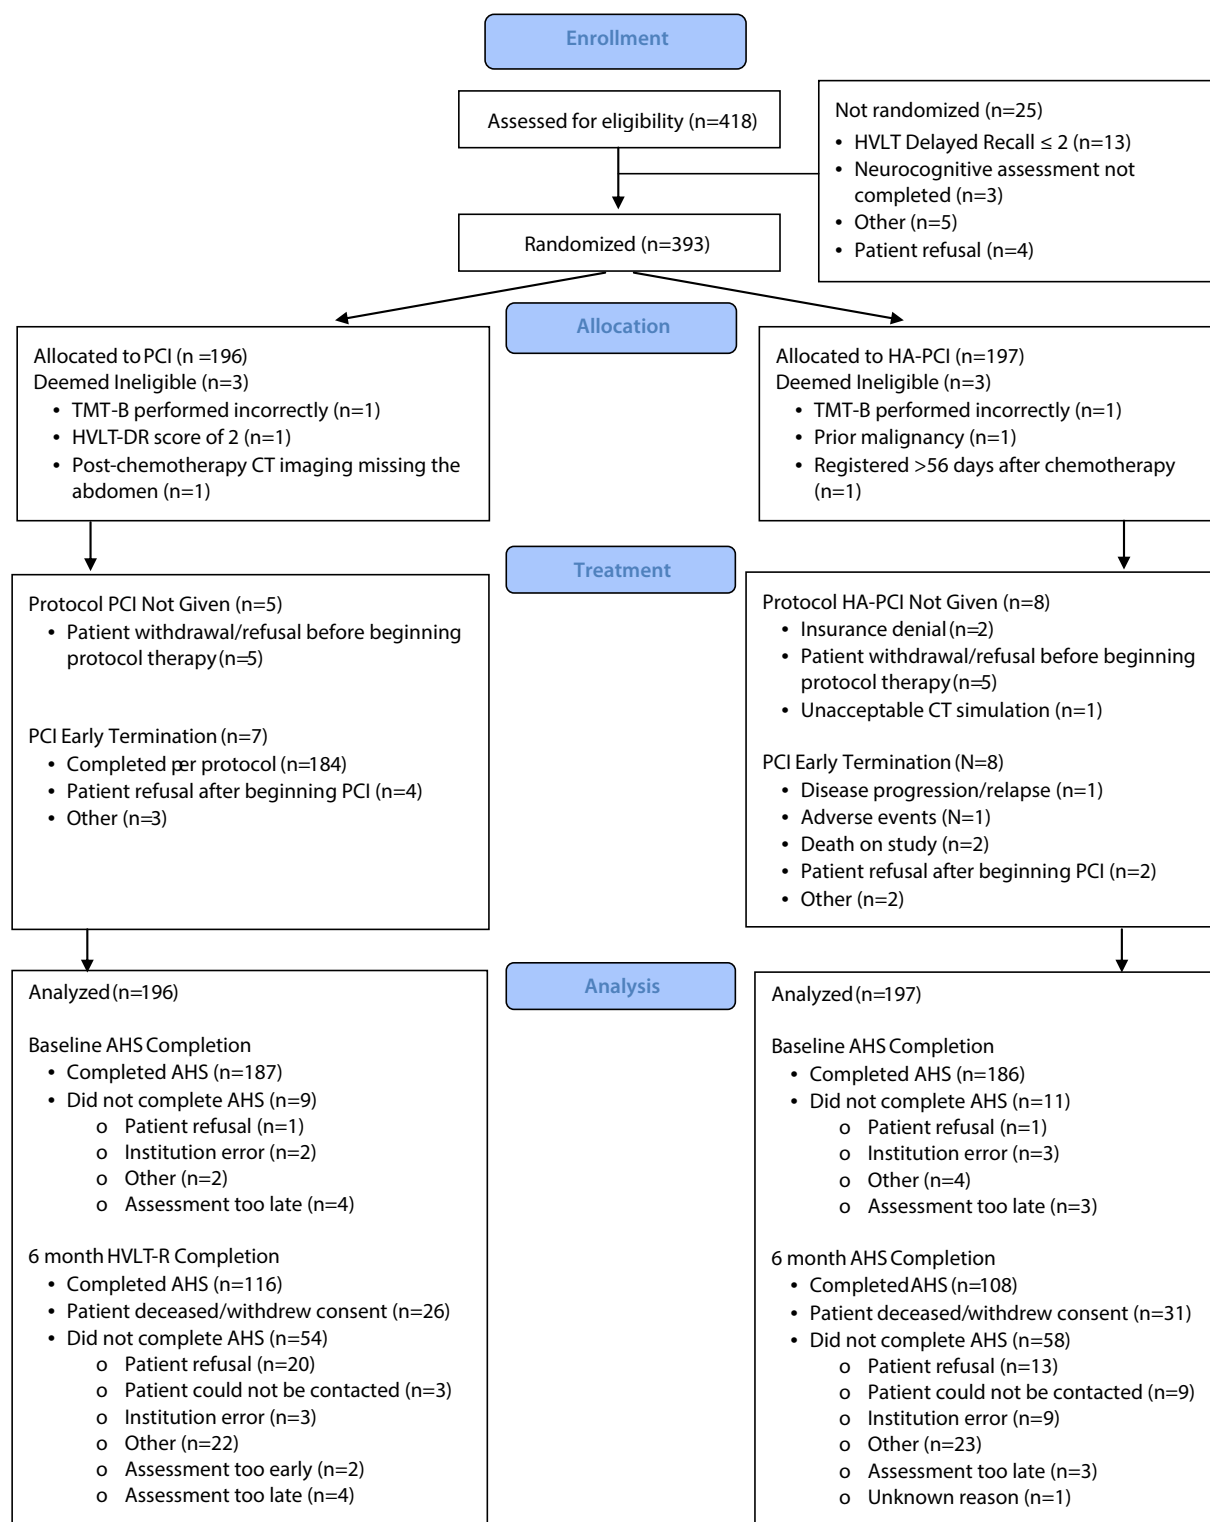 Enrollment
Assessed for eligibility (n=418)
Not randomized (n=25)
• HVLT Delayed Recall ≤ 2 (n=13)
• Neurocognitive assessment not
completed (n=3)
• Other (n=5)
• Patient refusal (n=4)
Randomized (n=393)
Allocation
Allocated to PCI (n =196)
Deemed Ineligible (n=3)
• TMT-B performed incorrectly (n=1)
• HVLT-DR score of 2 (n=1)
• Post-chemotherapy CT imaging missing the
abdomen (n=1)
Allocated to HA-PCI (n=197)
Deemed Ineligible (n=3)
• TMT-B performed incorrectly (n=1)
• Prior malignancy (n=1)
• Registered >56 days after chemotherapy
(n=1)
Treatment
Protocol PCI Not Given (n=5)
• Patient withdrawal/refusal before beginning
protocol therapy (n=5)
PCI Early Termination (n=7)
• Completed per protocol (n=184)
• Patient refusal after beginning PCI (n=4)
• Other (n=3)
Protocol HA-PCI Not Given (n=8)
• Insurance denial (n=2)
• Patient withdrawal/refusal before beginning
protocol therapy (n=5)
• Unacceptable CT simulation (n=1)
PCI Early Termination (N=8)
• Disease progression/relapse (n=1)
• Adverse events (N=1)
• Death on study (n=2)
• Patient refusal after beginning PCI (n=2)
• Other (n=2)
Analysis
Analyzed (n=196)
Baseline AHS Completion
• Completed AHS (n=187)
• Did not complete AHS (n=9)
o Patient refusal (n=1)
o Institution error (n=2)
o Other (n=2)
o Assessment too late (n=4)
6 month HVLT-R Completion
• Completed AHS (n=116)
• Patient deceased/withdrew consent (n=26)
• Did not complete AHS (n=54)
o Patient refusal (n=20)
o Patient could not be contacted (n=3)
o Institution error (n=3)
o Other (n=22)
o Assessment too early (n=2)
o Assessment too late (n=4)
Analyzed (n=197)
Baseline AHS Completion
• Completed AHS (n=186)
• Did not complete AHS (n=11)
o Patient refusal (n=1)
o Institution error (n=3)
o Other (n=4)
o Assessment too late (n=3)
6 month AHS Completion
• Completed AHS (n=108)
• Patient deceased/withdrew consent (n=31)
• Did not complete AHS (n=58)
o Patient refusal (n=13)
o Patient could not be contacted (n=9)
o Institution error (n=9)
o Other (n=23)
o Assessment too late (n=3)
o Unknown reason (n=1)